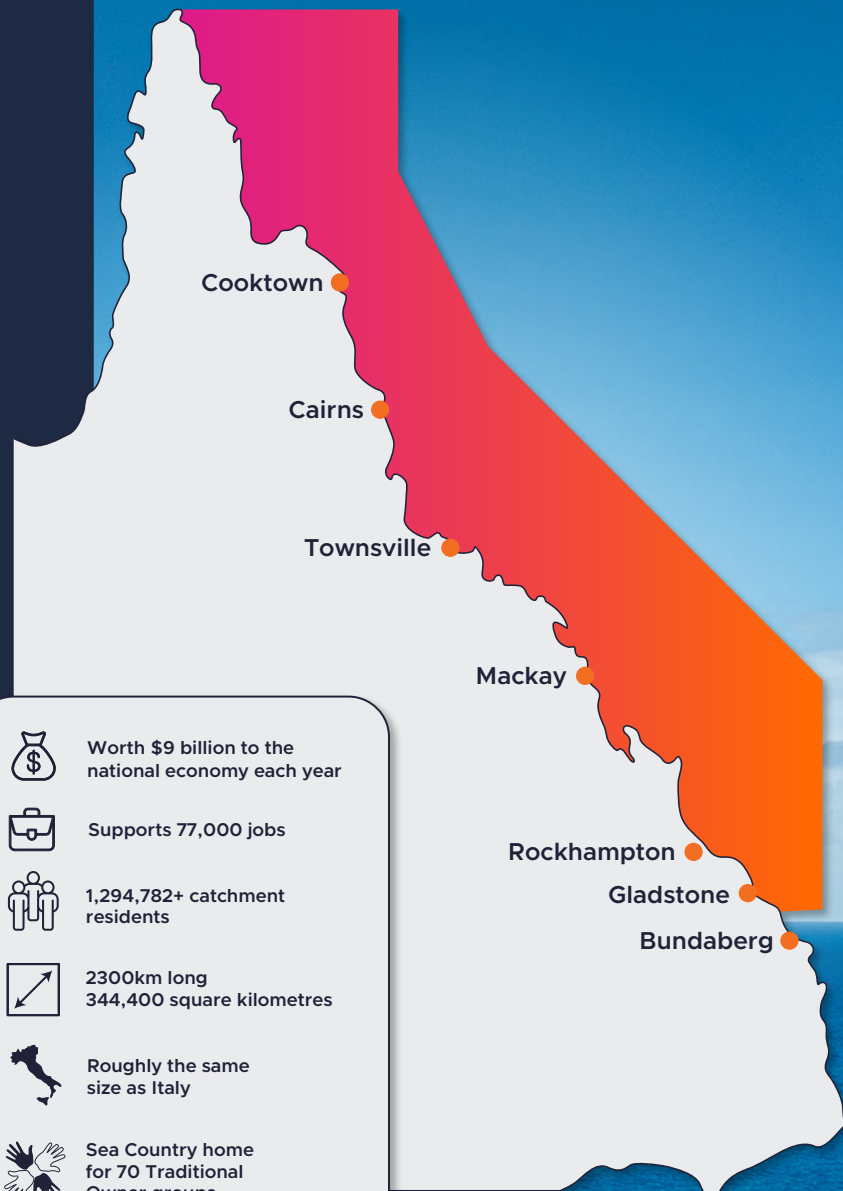 Cooktown
Cairns
Townsville
Mackay
Rockhampton
Gladstone
Bundaberg
$
Worth $9 billion to the
national economy each year
Supports 77,000 jobs
1,294,782+ catchment
residents
2300km long
344,400 square kilometres
Roughly the same
size as Italy
Sea Country home
for 70 Traditional
Owner groups